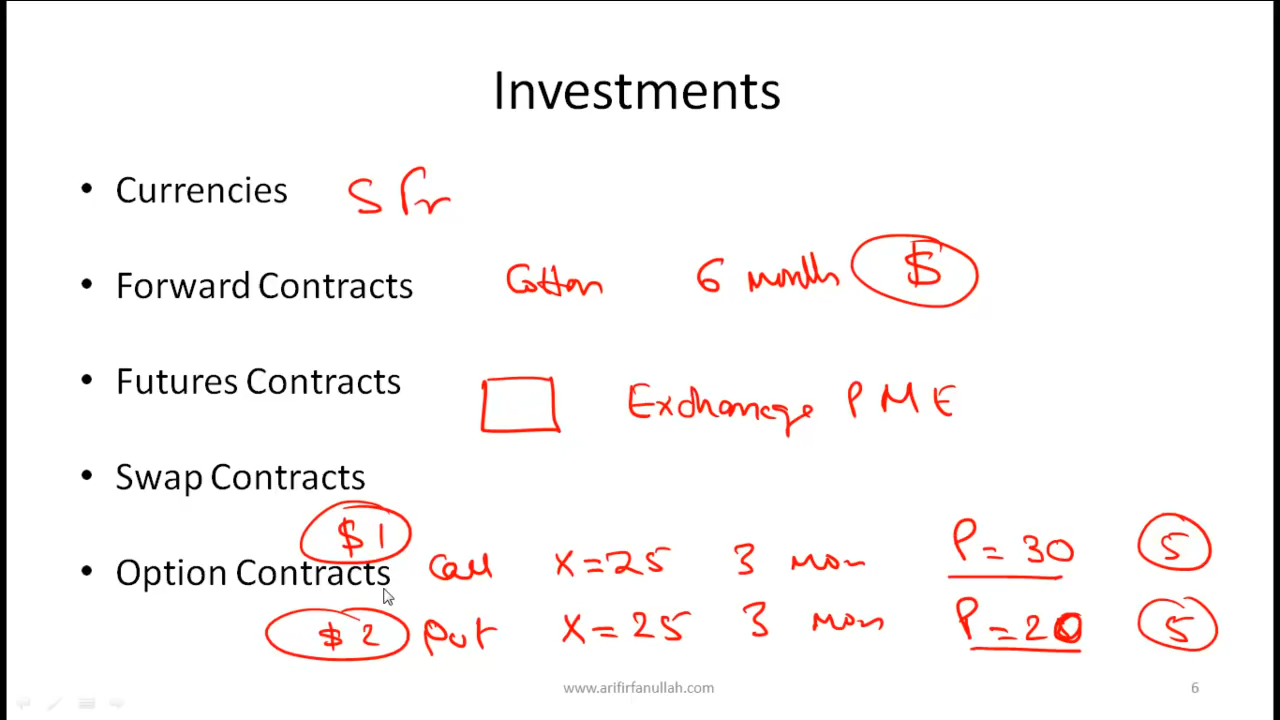 Investments
• Currencies S Fr
• Forward Contracts Cotton 6 month $
• Futures Contracts Exchange PME
• Swap Contracts
$1
• Option Contracts Call X=25 3 mon P=30 5
$2 put X=25 3 mon P=20 5
www.arifirfanullah.com 6